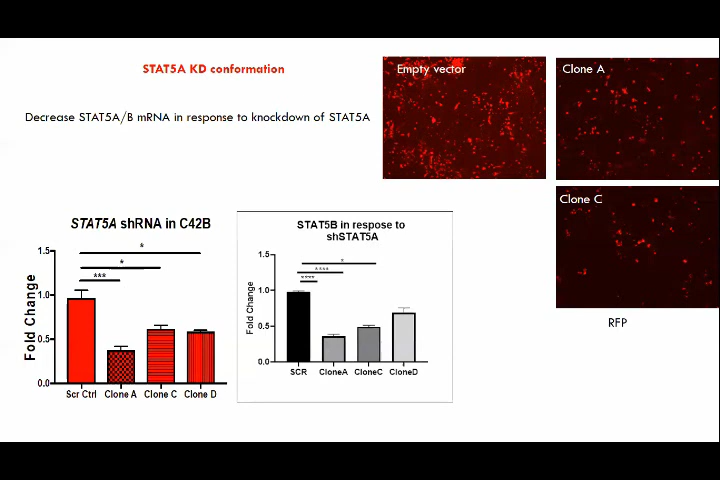 STAT5A KD conformation
Decrease STAT5A/B mRNA in response to knockdown of STAT5A
Empty vector
Clone A
Clone C
RFP
STAT5A shRNA in C42B
Fold Change
1.5
1.0
0.5
0.0
*
*
***
Scr Ctrl Clone A Clone C Clone D
STAT5B in respose to
shSTAT5A
Fold Change
1.5
1.0
0.5
0.0
*
****
****
SCR CloneA CloneC CloneD